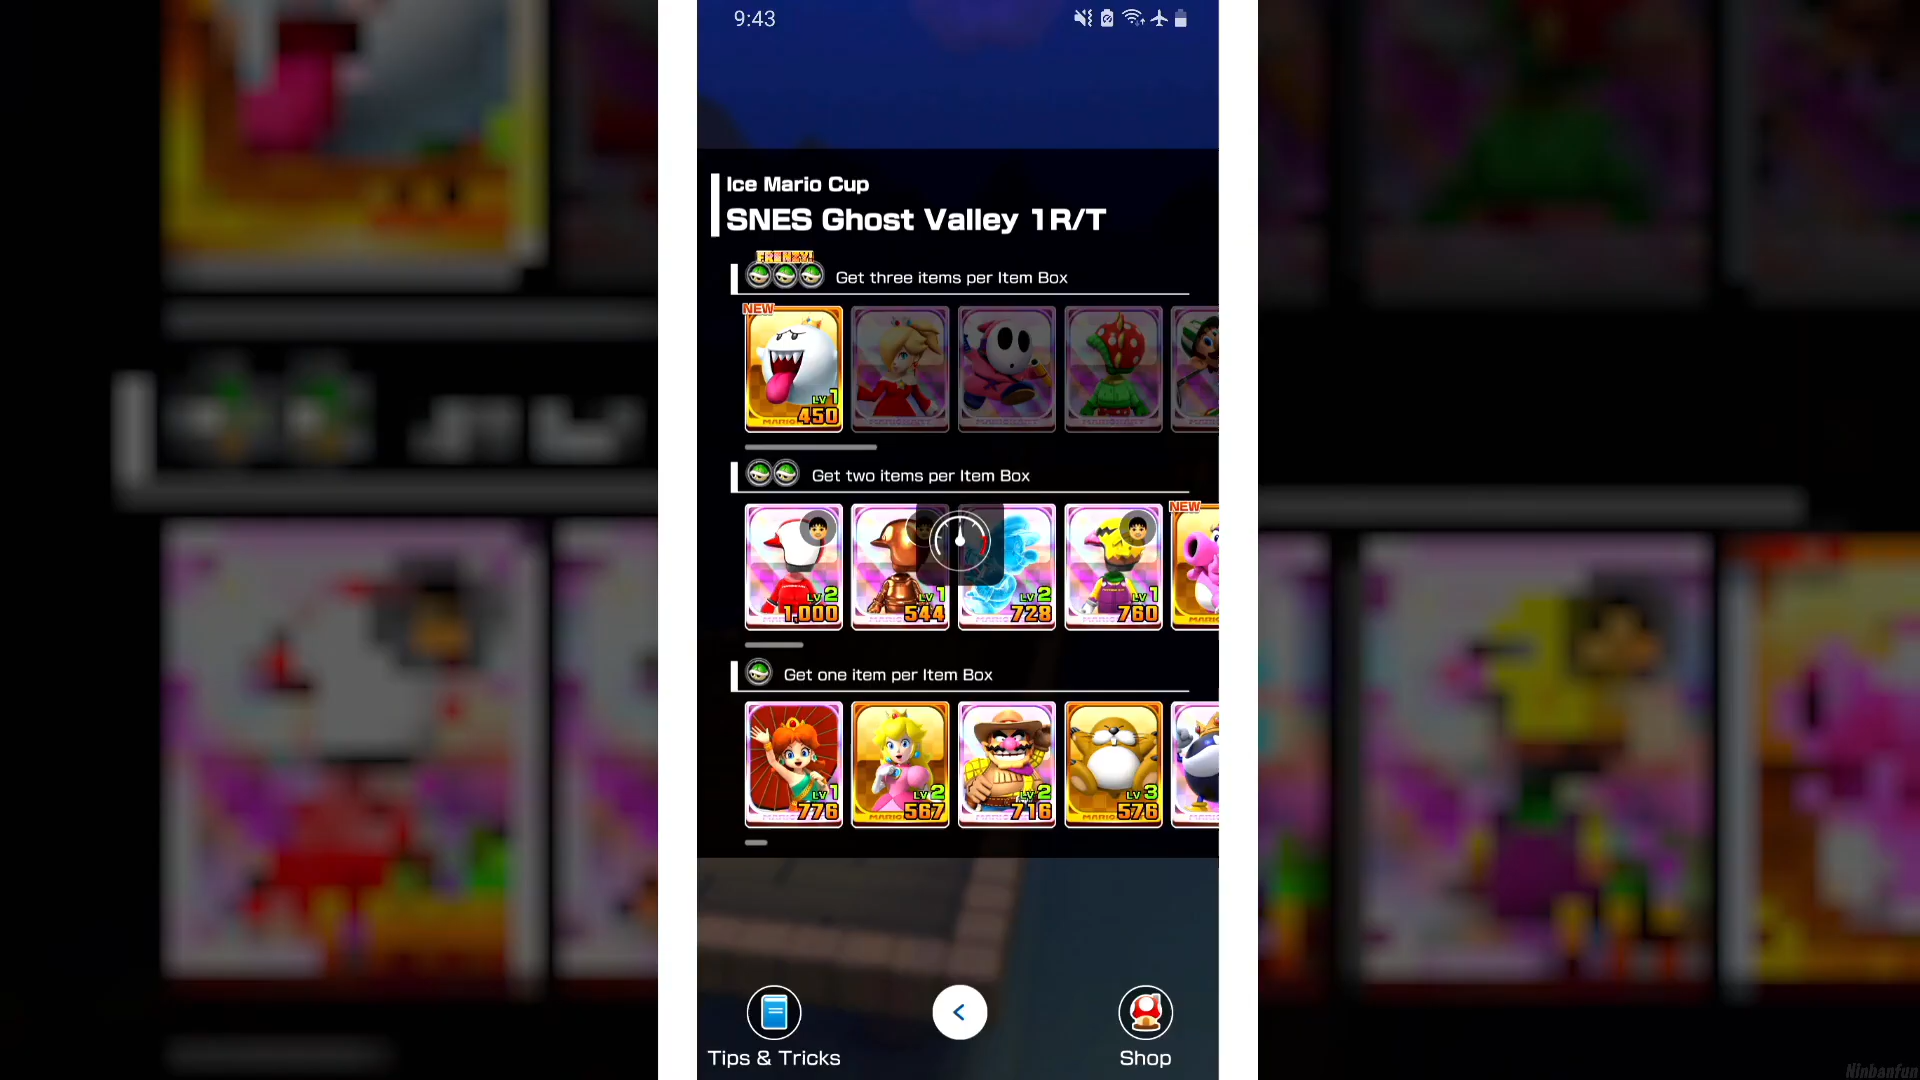 9:43
Ice Mario Cup
SNES Ghost Valley 1R/T
FRENZY!
Get three items per Item Box
NEW
LV 1
450
Get two items per Item Box
NEW
LV 2
1,000
LV 1
544
LV 2
728
LV 1
760
Get one item per Item Box
LV 1
776
LV 2
567
LV 2
716
LV 3
576
Tips & Tricks
<
Shop
Ninbanfun